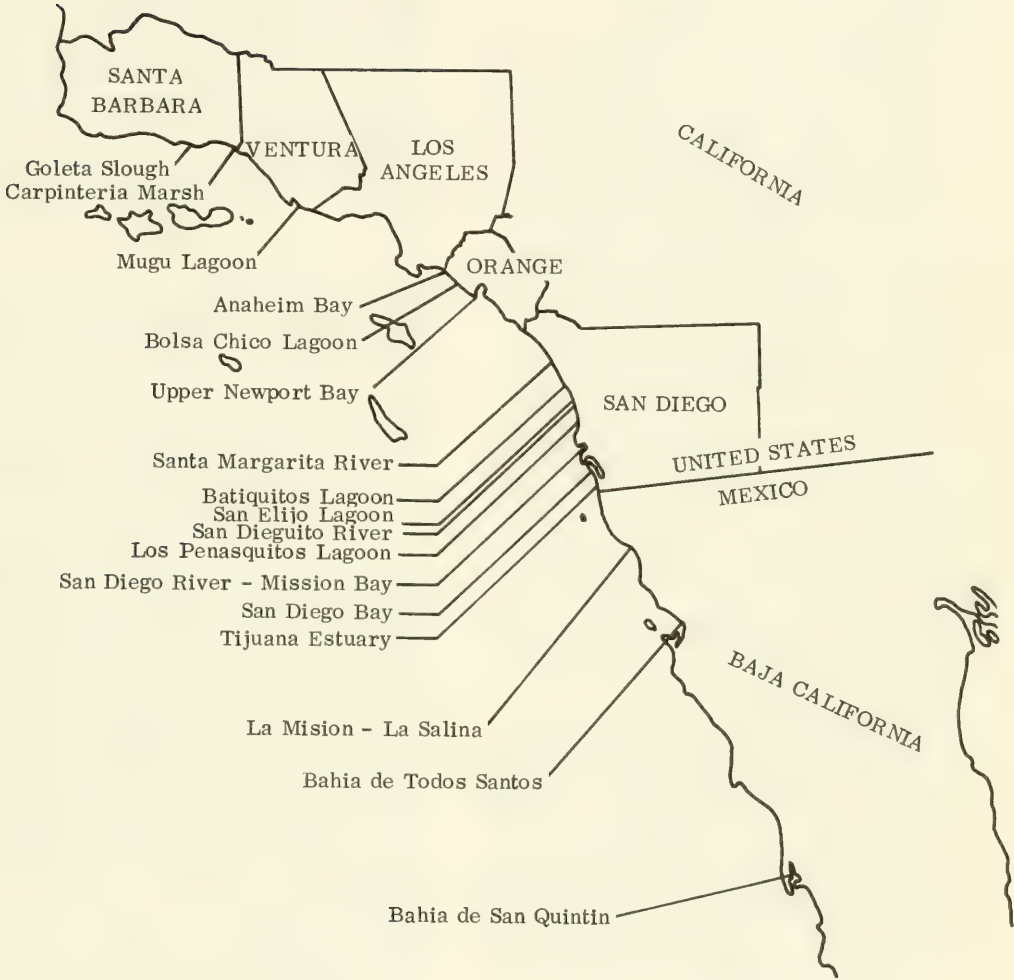 SANTA
BARBARA
VENTURA
LOS
ANGELES
CALIFORNIA
Goleta Slough
Carpinteria Marsh
Mugu Lagoon
ORANGE
Anaheim Bay
Bolsa Chico Lagoon
Upper Newport Bay
SAN DIEGO
Santa Margarita River
UNITED STATES
MEXICO
Batiquitos Lagoon
San Elijo Lagoon
San Dieguito River
Los Penasquitos Lagoon
San Diego River - Mission Bay
San Diego Bay
Tijuana Estuary
BAJA CALIFORNIA
La Mision - La Salina
Bahia de Todos Santos
Bahia de San Quintin